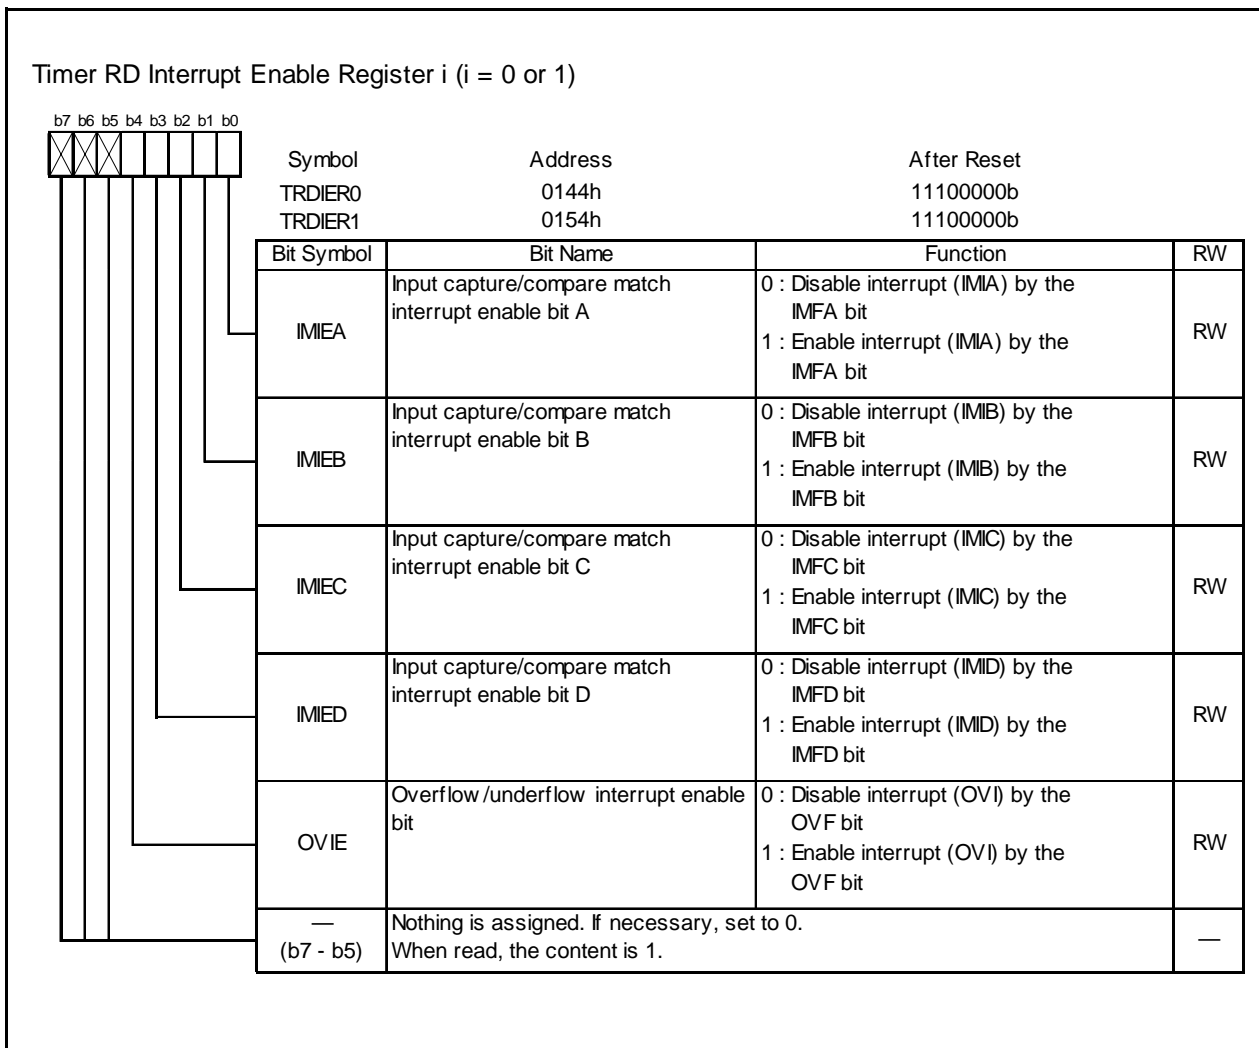 Timer RD Interrupt Enable Register i (i = 0 or 1)
b7 b6 b5 b4 b3 b2 b1 b0
Symbol Address After Reset
TRDIER0 0144h 11100000b
TRDIER1 0154h 11100000b
Bit Symbol Bit Name Function RW
IMIEA
Input capture/compare match
interrupt enable bit A
0 : Disable interrupt (IMIA) by the
IMFA bit
1 : Enable interrupt (IMIA) by the
IMFA bit
RW
IMIEB
Input capture/compare match
interrupt enable bit B
0 : Disable interrupt (IMIB) by the
IMFB bit
1 : Enable interrupt (IMIB) by the
IMFB bit
RW
IMIEC
Input capture/compare match
interrupt enable bit C
0 : Disable interrupt (IMIC) by the
IMFC bit
1 : Enable interrupt (IMIC) by the
IMFC bit
RW
IMIED
Input capture/compare match
interrupt enable bit D
0 : Disable interrupt (IMID) by the
IMFD bit
1 : Enable interrupt (IMID) by the
IMFD bit
RW
OVIE
Overflow/underflow interrupt enable
bit
0 : Disable interrupt (OVI) by the
OVF bit
1 : Enable interrupt (OVI) by the
OVF bit
RW
—
(b7 - b5)
Nothing is assigned. If necessary, set to 0.
When read, the content is 1.
—